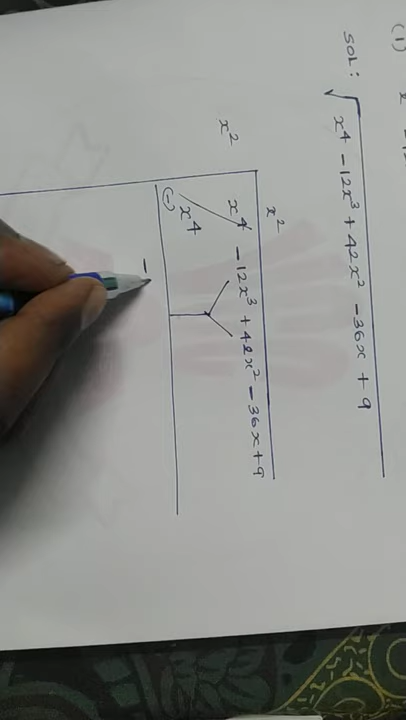 (1)
SOL: √x⁴ - 12x³ + 42x² - 36x + 9
x²
x² x⁴ - 12x³ + 42x² - 36x + 9
(-) x⁴
-